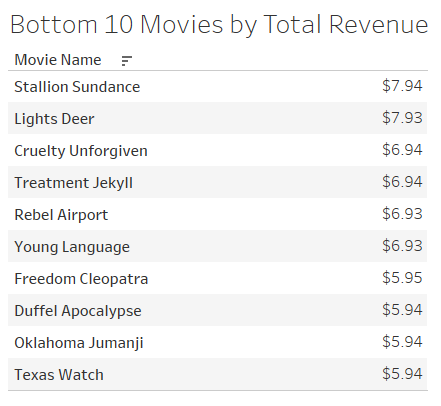 Bottom 10 Movies by Total Revenue
Movie Name
Stallion Sundance $7.94
Lights Deer $7.93
Cruelty Unforgiven $6.94
Treatment Jekyll $6.94
Rebel Airport $6.93
Young Language $6.93
Freedom Cleopatra $5.95
Duffel Apocalypse $5.94
Oklahoma Jumanji $5.94
Texas Watch $5.94